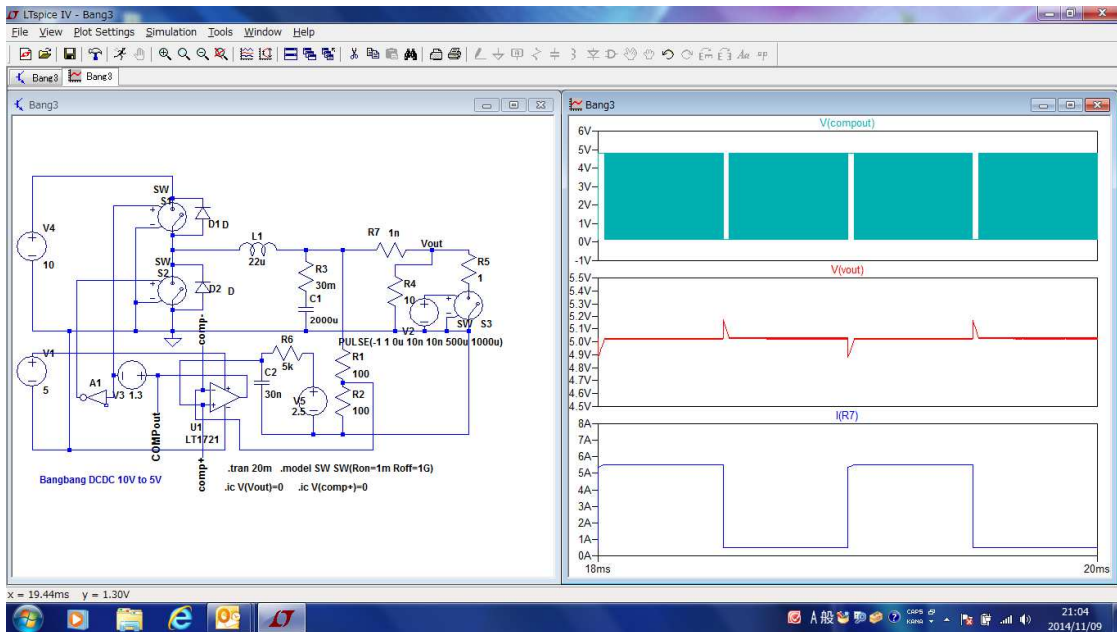 LTspice IV - Bang3
File View Plot Settings Simulation Tools Window Help
Bang3 Bang3
Bang3
SW
S1
D1 D
V4
10
SW
S2
D2 D
L1
22u
R7 1n
Vout
R3
30m
C1
2000u
R4
10
R5
1
V2
SW S3
PULSE(-1 1 0u 10n 10n 500u 1000u)
comp-
V1
5
A1
V3 1.3
COMPout
U1
LT1721
comp+
R6
5k
C2
30n
V5
2.5
R1
100
R2
100
.tran 20m .model SW SW(Ron=1m Roff=1G)
.ic V(Vout)=0 .ic V(comp+)=0
Bangbang DCDC 10V to 5V
Bang3
V(compout)
6V
5V
4V
3V
2V
1V
0V
-1V
V(vout)
5.5V
5.4V
5.3V
5.2V
5.1V
5.0V
4.9V
4.8V
4.7V
4.6V
4.5V
I(R7)
8A
7A
6A
5A
4A
3A
2A
1A
0A
18ms 20ms
x = 19.44ms y = 1.30V
A 般
CAPS
KANA
21:04
2014/11/09